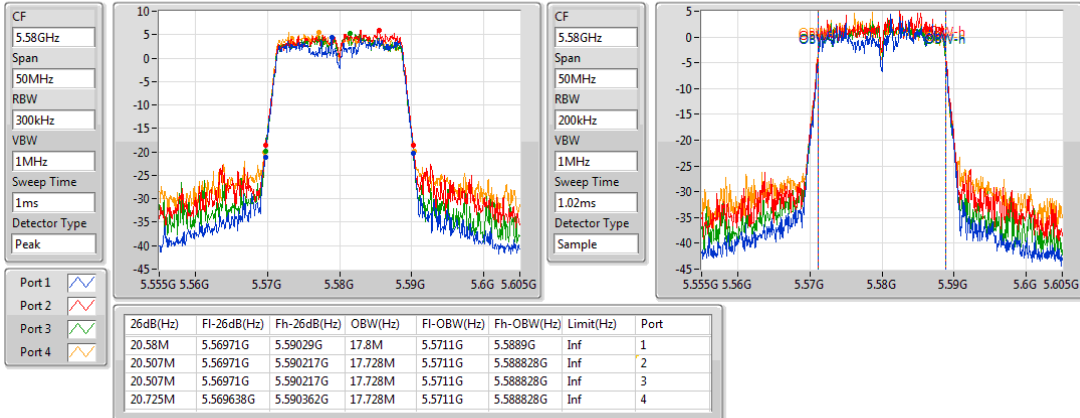 CF
5.58GHz
Span
50MHz
RBW
300kHz
VBW
1MHz
Sweep Time
1ms
Detector Type
Peak
10
5
0
-5
-10
-15
-20
-25
-30
-35
-40
-45
5.555G 5.56G 5.57G 5.58G 5.59G 5.6G 5.605G
CF
5.58GHz
Span
50MHz
RBW
200kHz
VBW
1MHz
Sweep Time
1.02ms
Detector Type
Sample
5
0
-5
-10
-15
-20
-25
-30
-35
-40
-45
5.555G 5.56G 5.57G 5.58G 5.59G 5.6G 5.605G
Port 1
Port 2
Port 3
Port 4
26dB(Hz) Fl-26dB(Hz) Fh-26dB(Hz) OBW(Hz) Fl-OBW(Hz) Fh-OBW(Hz) Limit(Hz) Port
20.58M 5.56971G 5.59029G 17.8M 5.5711G 5.5889G Inf 1
20.507M 5.56971G 5.590217G 17.728M 5.5711G 5.588828G Inf 2
20.507M 5.56971G 5.590217G 17.728M 5.5711G 5.588828G Inf 3
20.725M 5.569638G 5.590362G 17.728M 5.5711G 5.588828G Inf 4